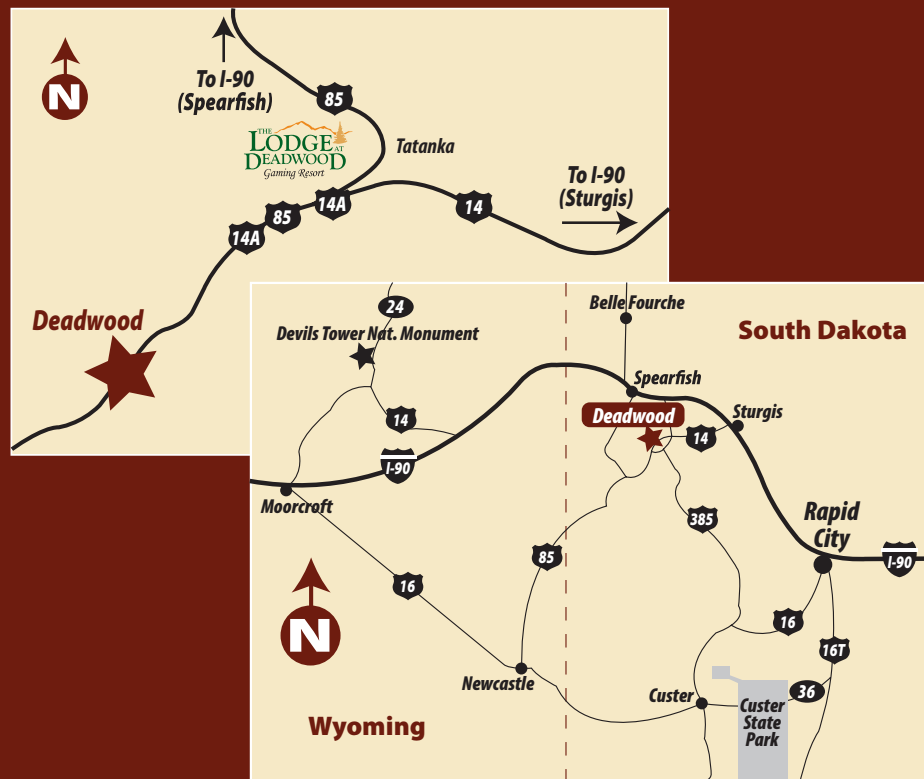 N
To I-90
(Spearfish)
85
THE
LODGE AT
DEADWOOD
Gaming Resort
Tatanka
To I-90
(Sturgis)
14A
14
85
14A
Deadwood
24
Belle Fourche
South Dakota
Devils Tower Nat. Monument
Spearfish
Deadwood
Sturgis
14
14
I-90
Moorcroft
Rapid
City
385
85
I-90
16
N
16
16T
Newcastle
Custer
36
Custer
State
Park
Wyoming